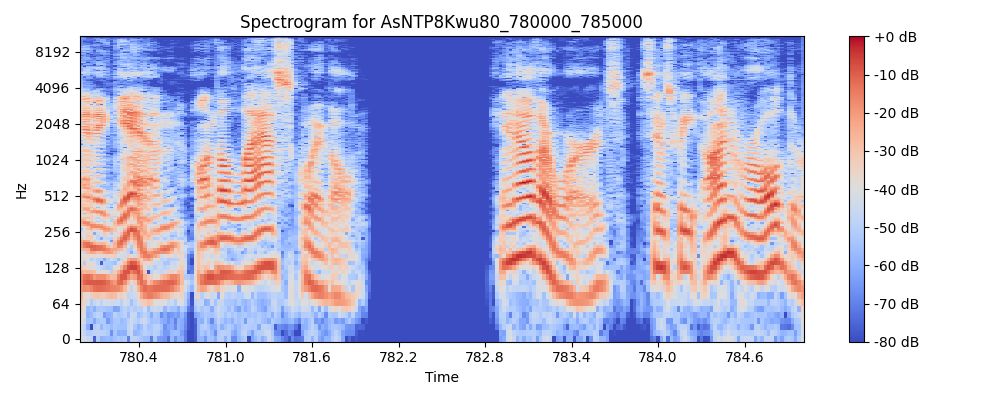 Spectrogram for AsNTP8Kwu80_780000_785000
Hz
8192
4096
2048
1024
512
256
128
64
0
780.4 781.0 781.6 782.2 782.8 783.4 784.0 784.6
Time
+0 dB
-10 dB
-20 dB
-30 dB
-40 dB
-50 dB
-60 dB
-70 dB
-80 dB